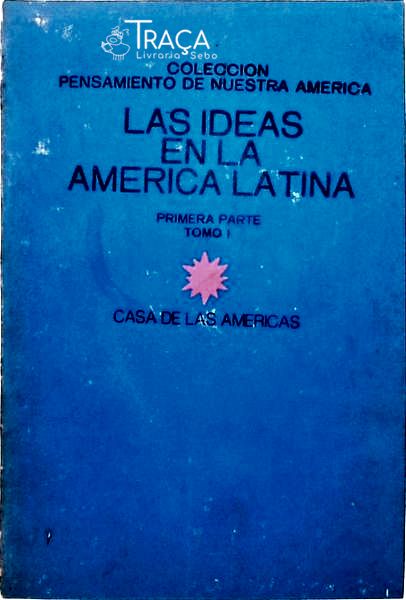 TRAÇA
Livraria Sebo
COLECCION
PENSAMIENTO DE NUESTRA AMERICA
LAS IDEAS
EN LA
AMERICA LATINA
PRIMERA PARTE
TOMO I
CASA DE LAS AMERICAS